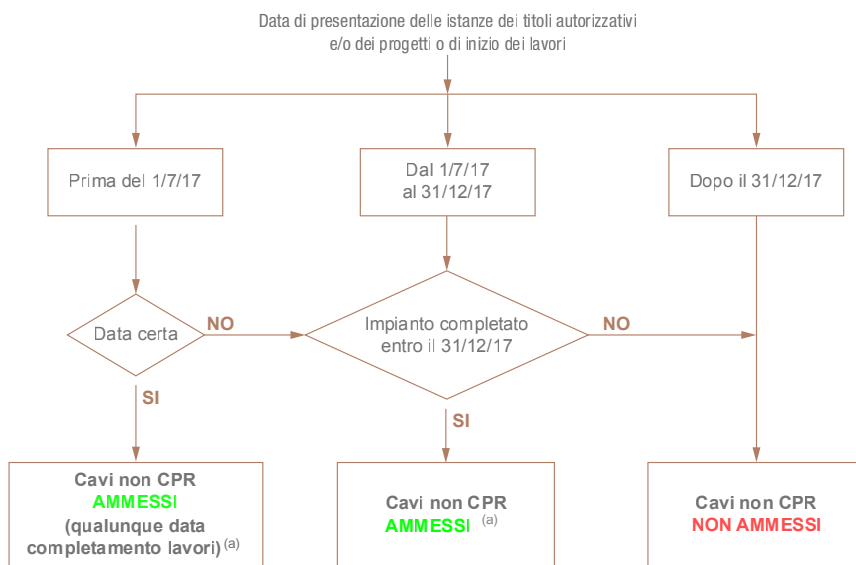 Data di presentazione delle istanze dei titoli autorizzativi
e/o dei progetti o di inizio dei lavori
Prima del 1/7/17
Dal 1/7/17
al 31/12/17
Dopo il 31/12/17
Data certa
NO
Impianto completato
entro il 31/12/17
NO
SI
SI
Cavi non CPR
AMMESSI
(qualunque data
completamento lavori) (a)
Cavi non CPR
AMMESSI (a)
Cavi non CPR
NON AMMESSI